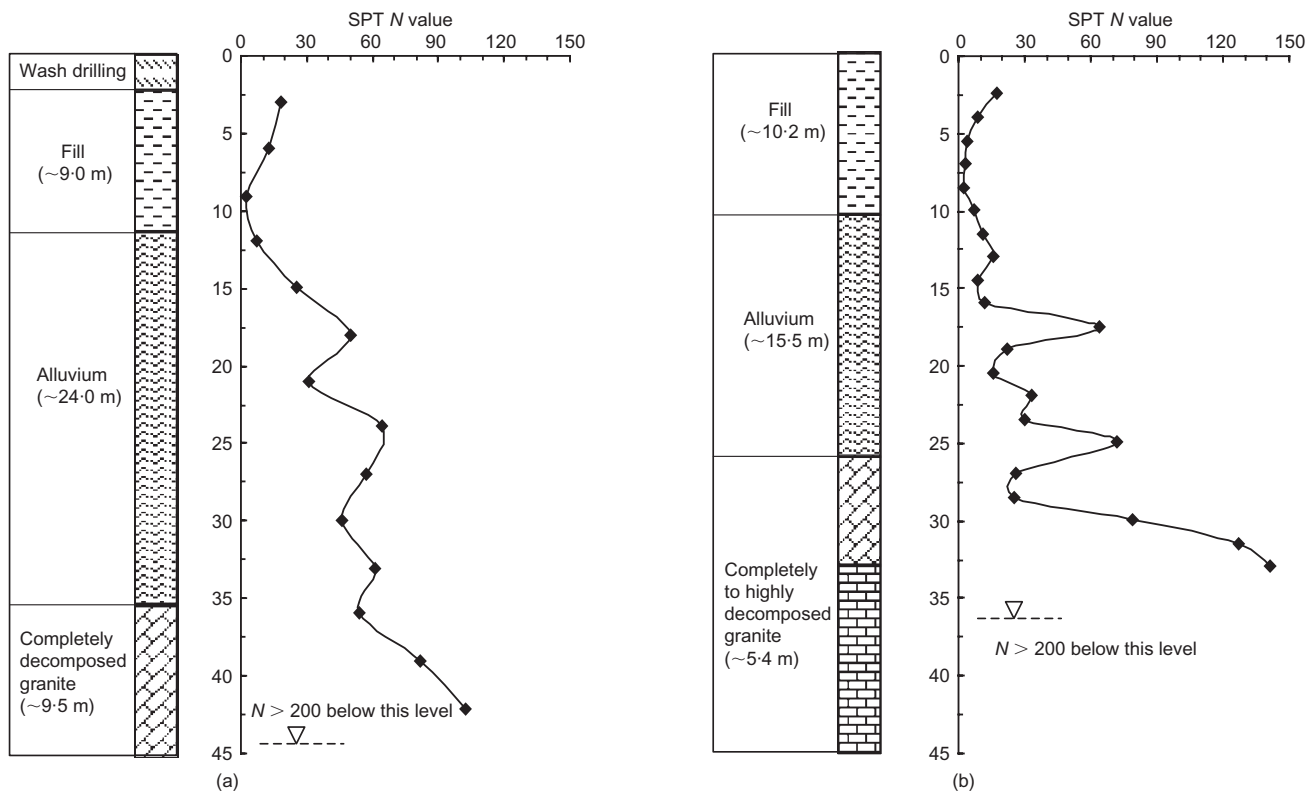 SPT N value
0 30 60 90 120 150
0
5
10
15
20
25
30
35
40
45
Wash drilling
Fill
(~9·0 m)
Alluvium
(~24·0 m)
Completely
decomposed
granite
(~9·5 m)
N > 200 below this level
(a)
SPT N value
0 30 60 90 120 150
0
5
10
15
20
25
30
35
40
45
Fill
(~10·2 m)
Alluvium
(~15·5 m)
Completely
to highly
decomposed
granite
(~5·4 m)
N > 200 below this level
(b)